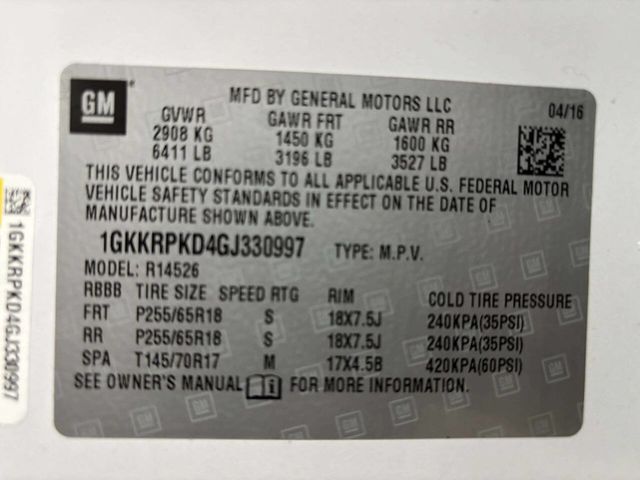 GM
MFD BY GENERAL MOTORS LLC
04/16
GVWR GAWR FRT GAWR RR
2908 KG 1450 KG 1600 KG
6411 LB 3196 LB 3527 LB
THIS VEHICLE CONFORMS TO ALL APPLICABLE U.S. FEDERAL MOTOR
VEHICLE SAFETY STANDARDS IN EFFECT ON THE DATE OF
MANUFACTURE SHOWN ABOVE.
1GKKRPKD4GJ330997 TYPE: M.P.V.
MODEL: R14526
RBBB TIRE SIZE SPEED RTG RIM COLD TIRE PRESSURE
FRT P255/65R18 S 18X7.5J 240KPA(35PSI)
RR P255/65R18 S 18X7.5J 240KPA(35PSI)
SPA T145/70R17 M 17X4.5B 420KPA(60PSI)
SEE OWNER'S MANUAL FOR MORE INFORMATION.
1GKKRPKD4GJ330997